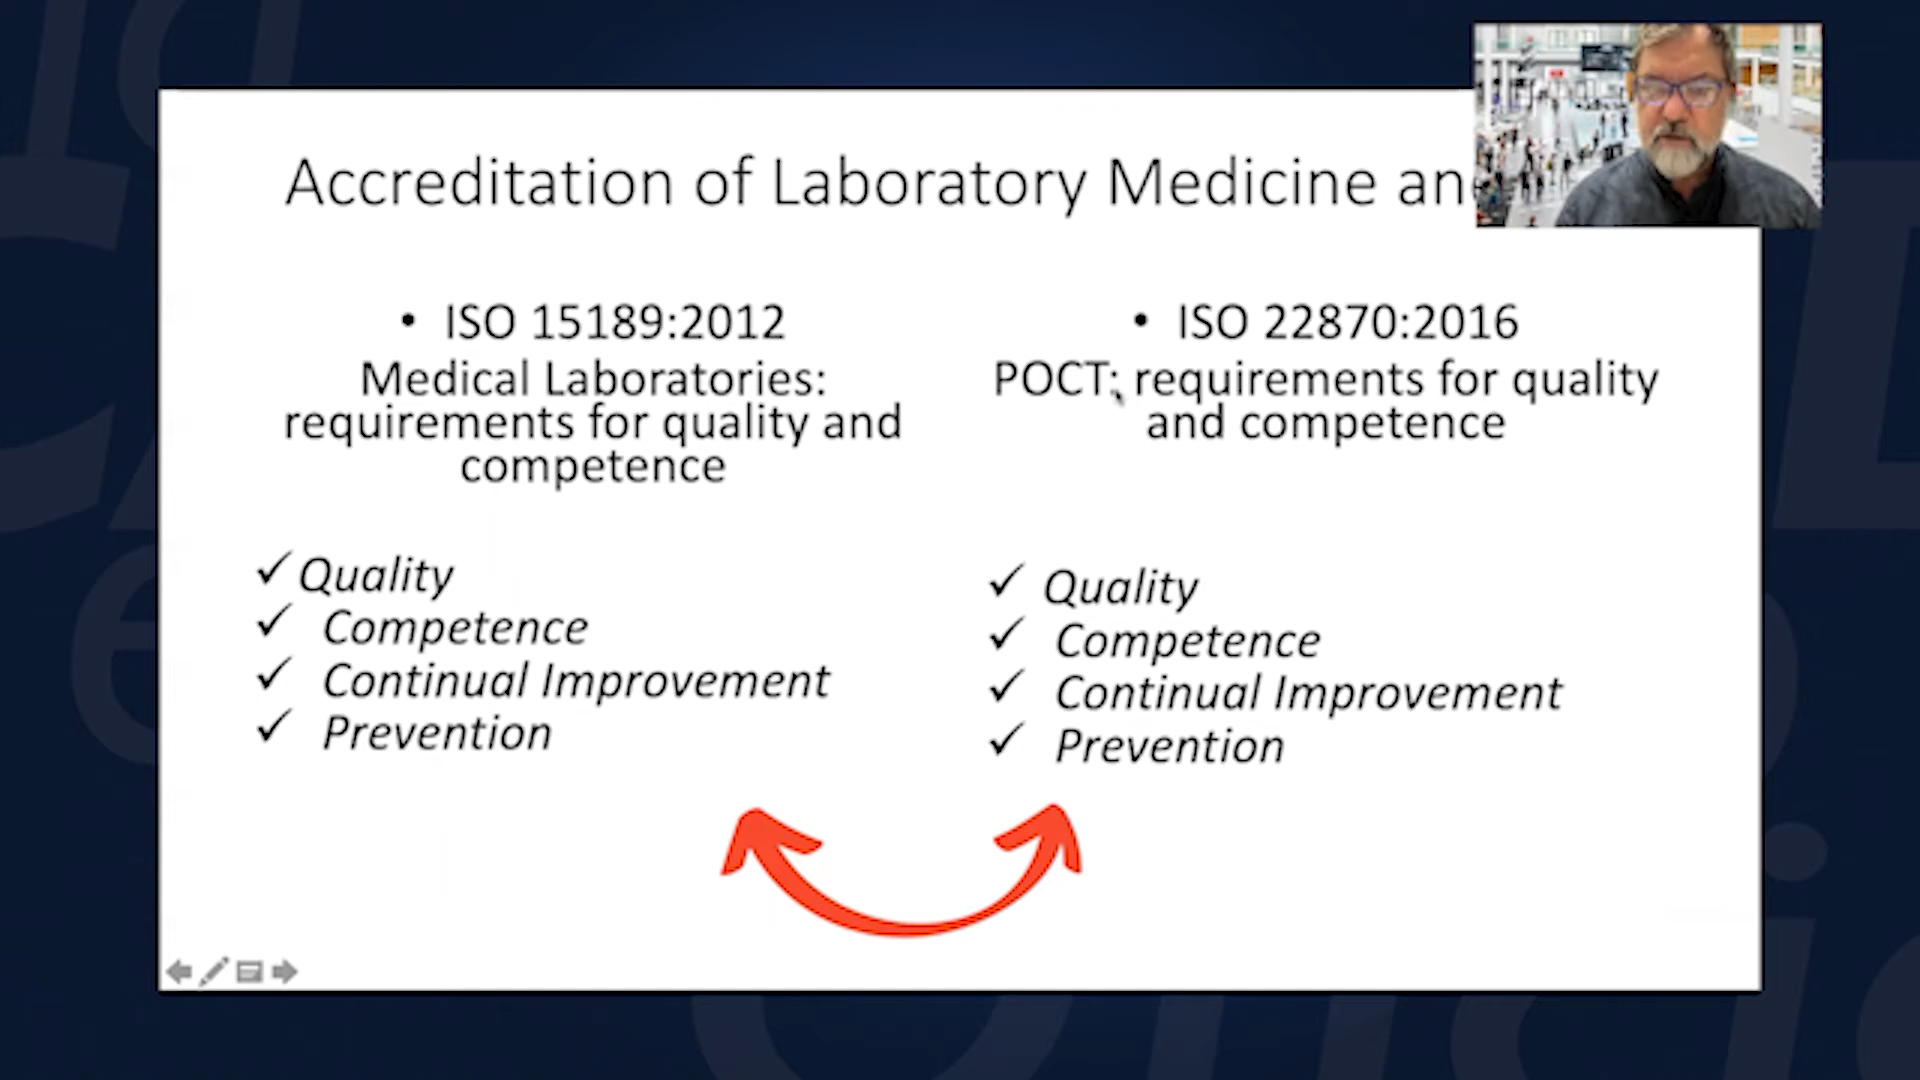 Accreditation of Laboratory Medicine an
• ISO 15189:2012
Medical Laboratories:
requirements for quality and
competence
✓ Quality
✓ Competence
✓ Continual Improvement
✓ Prevention
• ISO 22870:2016
POCT: requirements for quality
and competence
✓ Quality
✓ Competence
✓ Continual Improvement
✓ Prevention